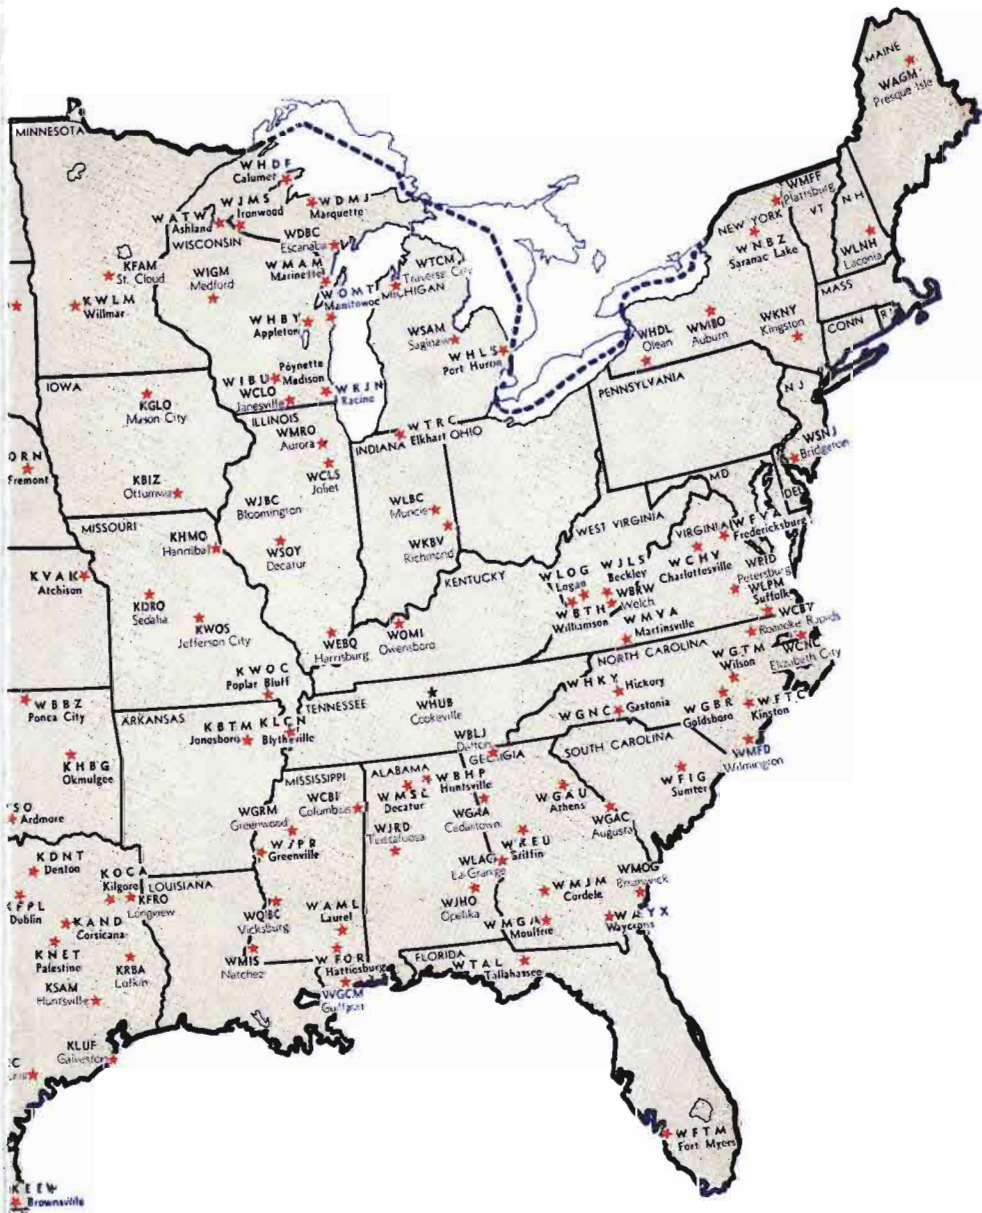 MAINE
WAGM
Presque Isle
MINNESOTA
WHDF
Calumet
WJMS
Ironwood
WDMJ
Marquette
WATW
Ashland
WISCONSIN
WDBC
Escanaba
WMFF
Plattsburg
VT
NH
NEW YORK
WNBZ
Saranac Lake
WLNH
Laconia
KFAM
St. Cloud
WIGM
Medford
WMAM
Marinette
WTCM
Traverse City
MICHIGAN
WOMT
Manitowoc
KWLM
Willmar
WHBY
Appleton
WSAM
Saginaw
WHLS
Port Huron
MASS
CONN
R I
WHDL
Olean
WMBO
Auburn
WKNY
Kingston
IOWA
WIBU
Poynette
Madison
WCLO
Janesville
WRJN
Racine
PENNSYLVANIA
N J
KGLO
Mason City
ILLINOIS
WMRO
Aurora
WTRC
Elkhart
INDIANA
OHIO
WCLS
Joliet
WSNJ
Bridgeton
ORN
Fremont
KBIZ
Ottumwa
WJBC
Bloomington
WLBC
Muncie
MD
DEL
MISSOURI
KHMO
Hannibal
WSOY
Decatur
WKBV
Richmond
WEST VIRGINIA
VIRGINIA
WFVA
Fredericksburg
KVAK
Atchison
KENTUCKY
WLOG
Logan
WJLS
Beckley
WCHV
Charlottesville
WPID
Petersburg
KDRO
Sedalia
WBTH
Williamson
WBRW
Welch
WLPM
Suffolk
KWOS
Jefferson City
WEBQ
Harrisburg
WOMI
Owensboro
WMVA
Martinsville
WCBT
Roanoke Rapids
NORTH CAROLINA
WGTM
Wilson
WCNC
Elizabeth City
KWOC
Poplar Bluff
WHKY
Hickory
WBBZ
Ponca City
ARKANSAS
TENNESSEE
WHUB
Cookeville
WGNC
Gastonia
WGBR
Goldsboro
WFTC
Kinston
KBTM
Jonesboro
KLCN
Blytheville
WBLJ
Dalton
GEORGIA
SOUTH CAROLINA
WMFD
Wilmington
KHBG
Okmulgee
MISSISSIPPI
ALABAMA
WMSL
Decatur
WBHP
Huntsville
WFIG
Sumter
VSO
Ardmore
WCBI
Columbus
WGAA
Cedartown
WGAU
Athens
WGAC
Augusta
WGRM
Greenwood
WJPR
Greenville
WJRD
Tuscaloosa
WKEU
Griffin
KDNT
Denton
KOCA
Kilgore
LOUISIANA
WLAG
La Grange
WMOG
Brunswick
KFPL
Dublin
KFRO
Longview
WMJM
Cordele
KAND
Corsicana
WQBC
Vicksburg
WAML
Laurel
WJHO
Opelika
WMGA
Moultrie
WAYX
Waycross
KNET
Palestine
KRBA
Lufkin
WMIS
Natchez
WFOR
Hattiesburg
FLORIDA
WTAL
Tallahassee
KSAM
Huntsville
WGCM
Gulfport
KLUF
Galveston
WFTM
Fort Myers
KEEW
Brownsville